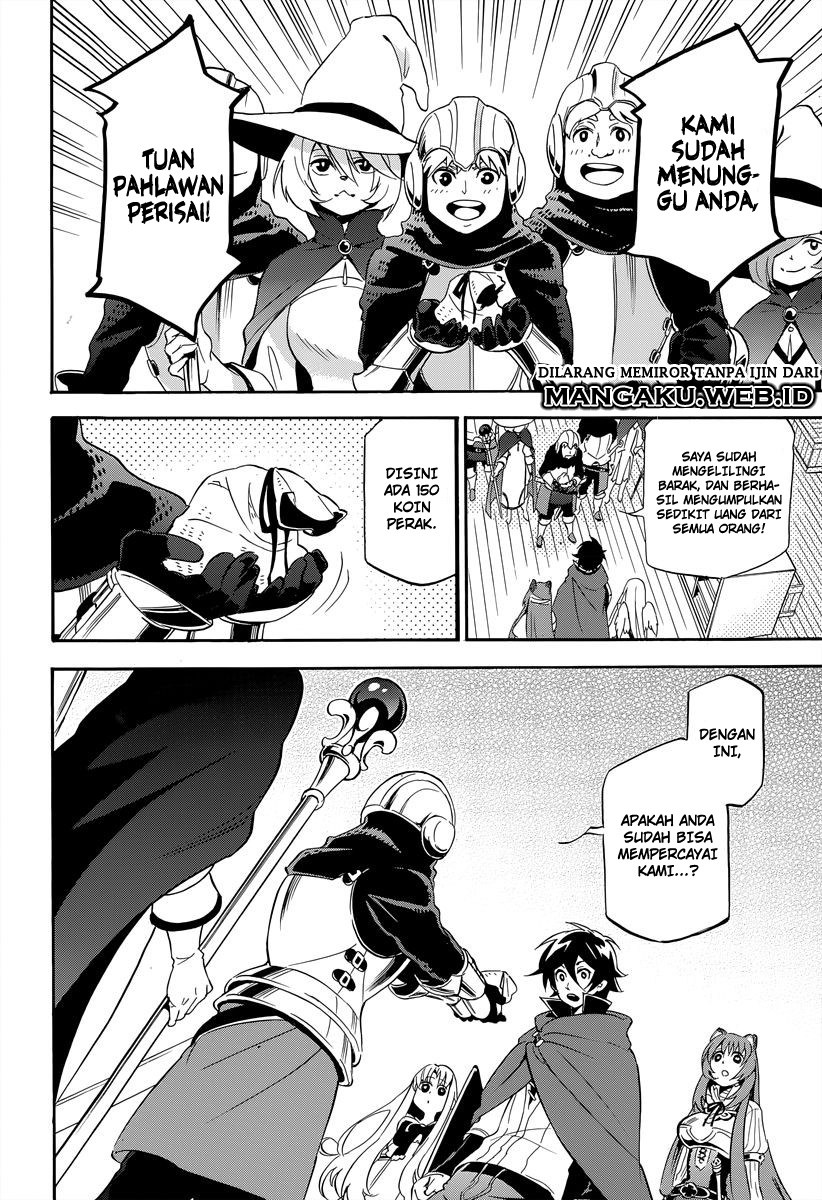 KAMI
SUDAH
MENUNG-
GU ANDA,
TUAN
PAHLAWAN
PERISAI!
DILARANG MEMIROR TANPA IJIN DARI
MANGAKU.WEB.ID
SAYA SUDAH
MENGELILINGI
BARAK, DAN BERHA-
SIL MENGUMPULKAN
SEDIKIT UANG DARI
SEMUA ORANG!
DISINI
ADA 150
KOIN
PERAK.
DENGAN
INI,
APAKAH ANDA
SUDAH BISA
MEMPERCAYAI
KAMI...?